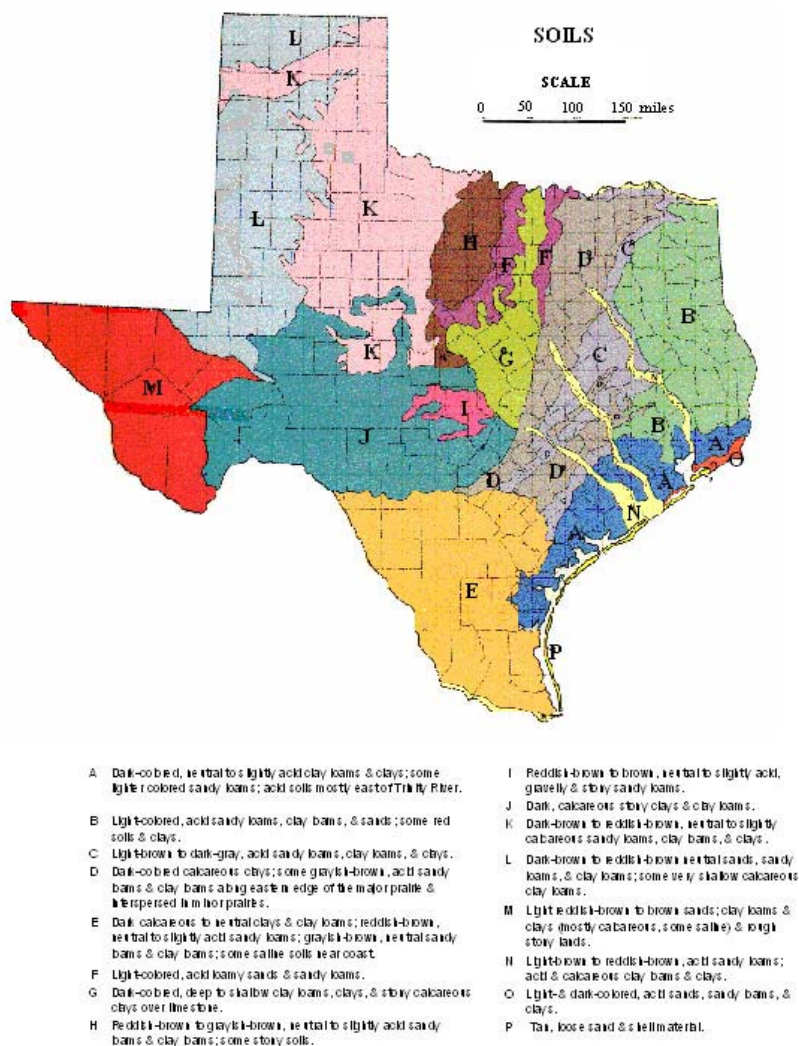 SOILS
SCALE
0 50 100 150 miles
L
K
L
K
H
F
F
D
C
B
K
G
C
M
I
J
B
A
O
D
D
A
N
A
E
P
A Dark-colored, neutral to slightly acid clay loams & clays; some
lighter colored sandy loams; acid soils mostly east of Trinity River.
B Light-colored, acid sandy loams, clay loams, & sands; some red
soils & clays.
C Light-brown to dark-gray, acid sandy loams, clay loams, & clays.
D Dark-colored calcareous clays; some grayish-brown, acid sandy
loams & clay loams along eastern edge of the major prairie &
interspersed in minor prairies.
E Dark calcareous to neutral clays & clay loams; reddish-brown,
neutral to slightly acid sandy loams; grayish-brown, neutral sandy
loams & clay loams; some saline soils near coast.
F Light-colored, acid loamy sands & sandy loams.
G Dark-colored, deep to shallow clay loams, clays, & stony calcareous
clays over limestone.
H Reddish-brown to grayish-brown, neutral to slightly acid sandy
loams & clay loams; some stony soils.
I Reddish-brown to brown, neutral to slightly acid,
gravelly & stony sandy loams.
J Dark, calcareous stony clays & clay loams.
K Dark-brown to reddish-brown, neutral to slightly
calcareous sandy loams, clay loams, & clays.
L Dark-brown to reddish-brown neutral sands, sandy
loams, & clay loams; some very shallow calcareous
clay loams.
M Light reddish-brown to brown sands; clay loams &
clays (mostly calcareous, some saline) & rough
stony lands.
N Light-brown to reddish-brown, acid sandy loams;
acid & calcareous clay loams & clays.
O Light-& dark-colored, acid sands, sandy loams, &
clays.
P Tan, loose sand & shell material.